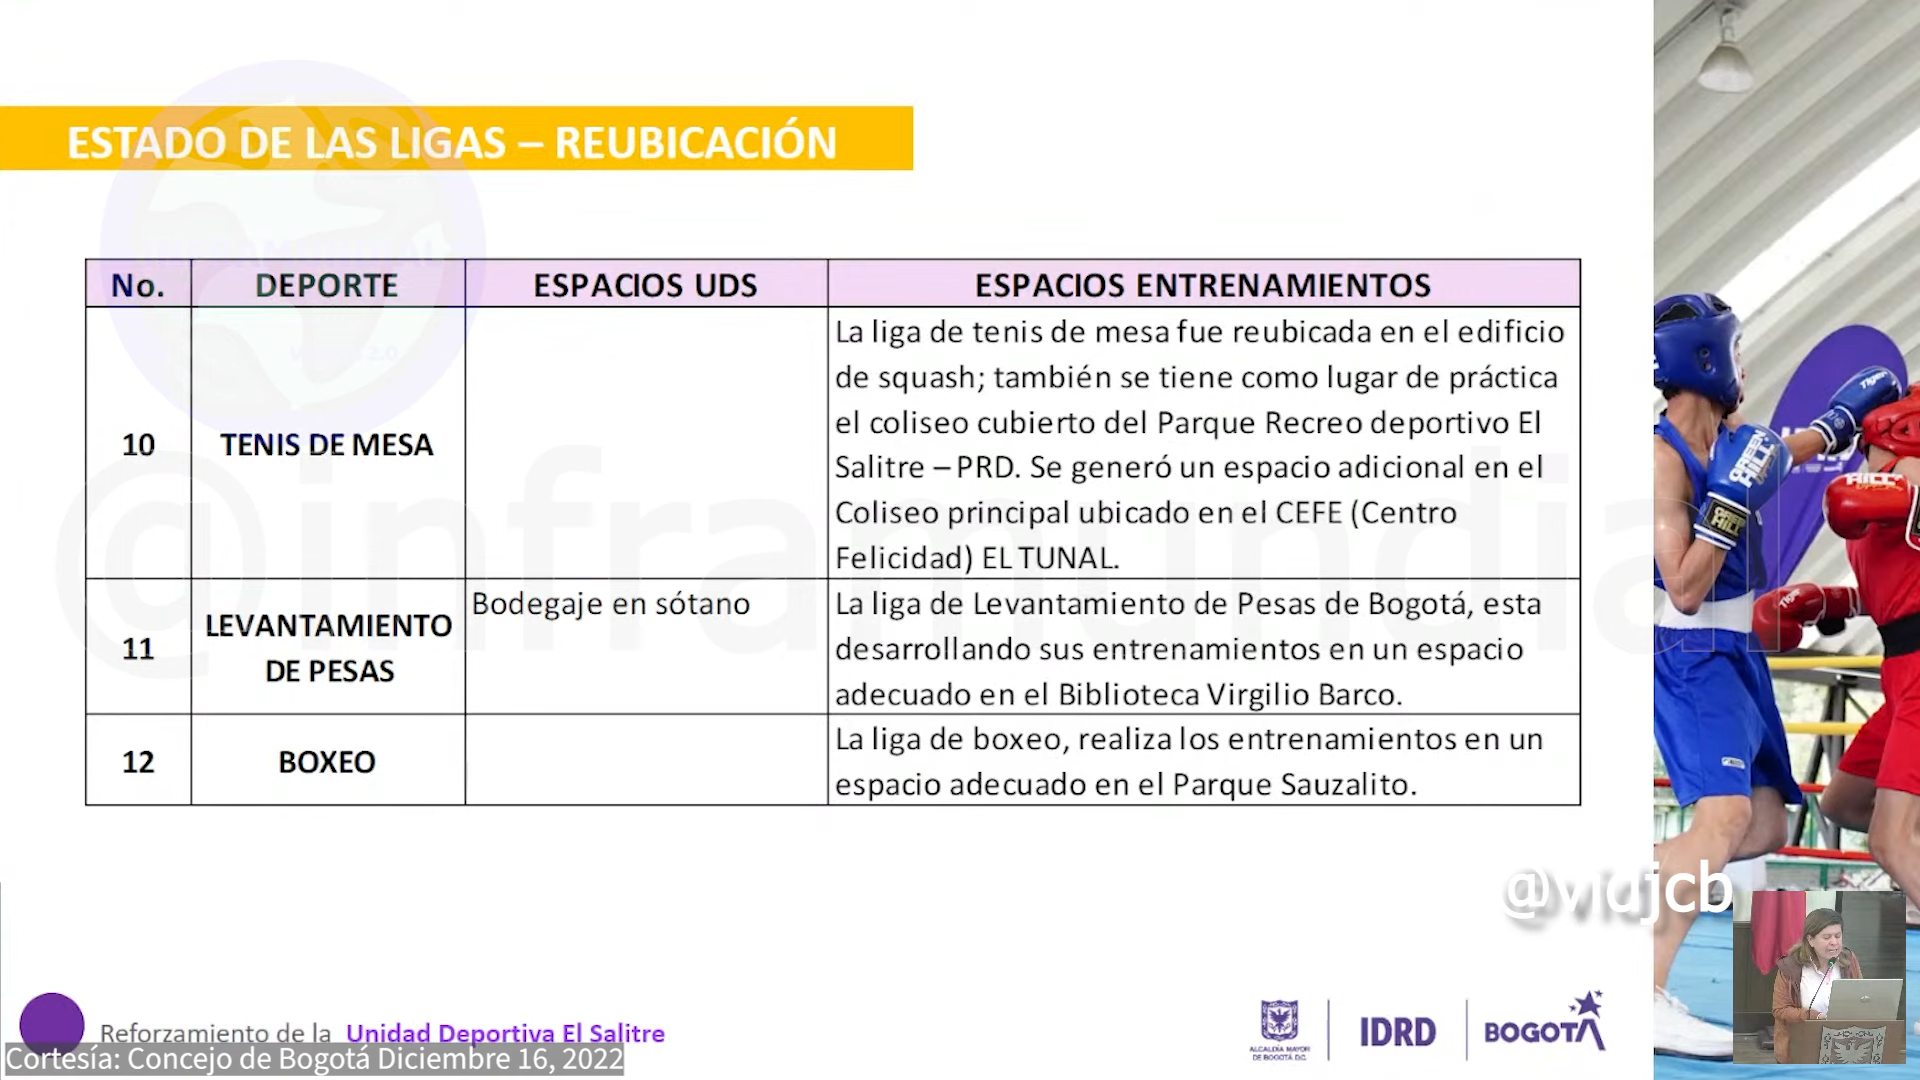 ESTADO DE LAS LIGAS – REUBICACIÓN
No. DEPORTE ESPACIOS UDS ESPACIOS ENTRENAMIENTOS
10 TENIS DE MESA
La liga de tenis de mesa fue reubicada en el edificio
de squash; también se tiene como lugar de práctica
el coliseo cubierto del Parque Recreo deportivo El
Salitre – PRD. Se generó un espacio adicional en el
Coliseo principal ubicado en el CEFE (Centro
Felicidad) EL TUNAL.
11 LEVANTAMIENTO
DE PESAS
Bodegaje en sótano
La liga de Levantamiento de Pesas de Bogotá, esta
desarrollando sus entrenamientos en un espacio
adecuado en el Biblioteca Virgilio Barco.
12 BOXEO
La liga de boxeo, realiza los entrenamientos en un
espacio adecuado en el Parque Sauzalito.
@inframundial
@vidjcb
Reforzamiento de la Unidad Deportiva El Salitre
Cortesía: Concejo de Bogotá Diciembre 16, 2022
ALCALDÍA MAYOR
DE BOGOTÁ D.C.
IDRD
BOGOTÁ